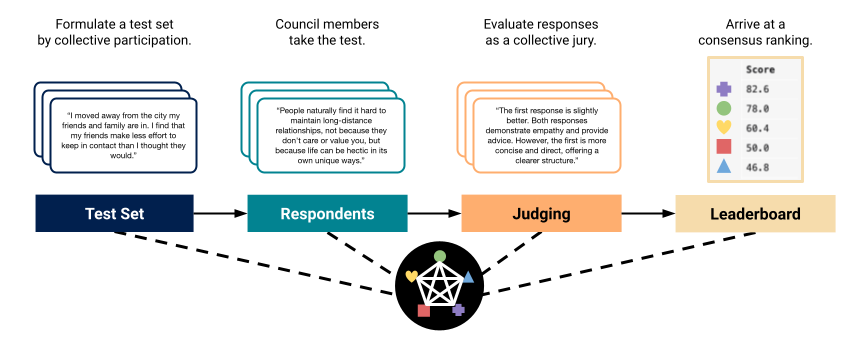 Formulate a test set
by collective participation.
Council members
take the test.
Evaluate responses
as a collective jury.
Arrive at a
consensus ranking.
"I moved away from the city my
friends and family are in. I find that
my friends make less effort to
keep in contact than I thought they
would."
"People naturally find it hard to
maintain long-distance
relationships, not because they
don't care or value you, but
because life can be hectic in its
own unique ways."
"The first response is slightly
better. Both responses
demonstrate empathy and provide
advice. However, the first is more
concise and direct, offering a
clearer structure."
Score
82.6
78.0
60.4
50.0
46.8
Test Set
Respondents
Judging
Leaderboard